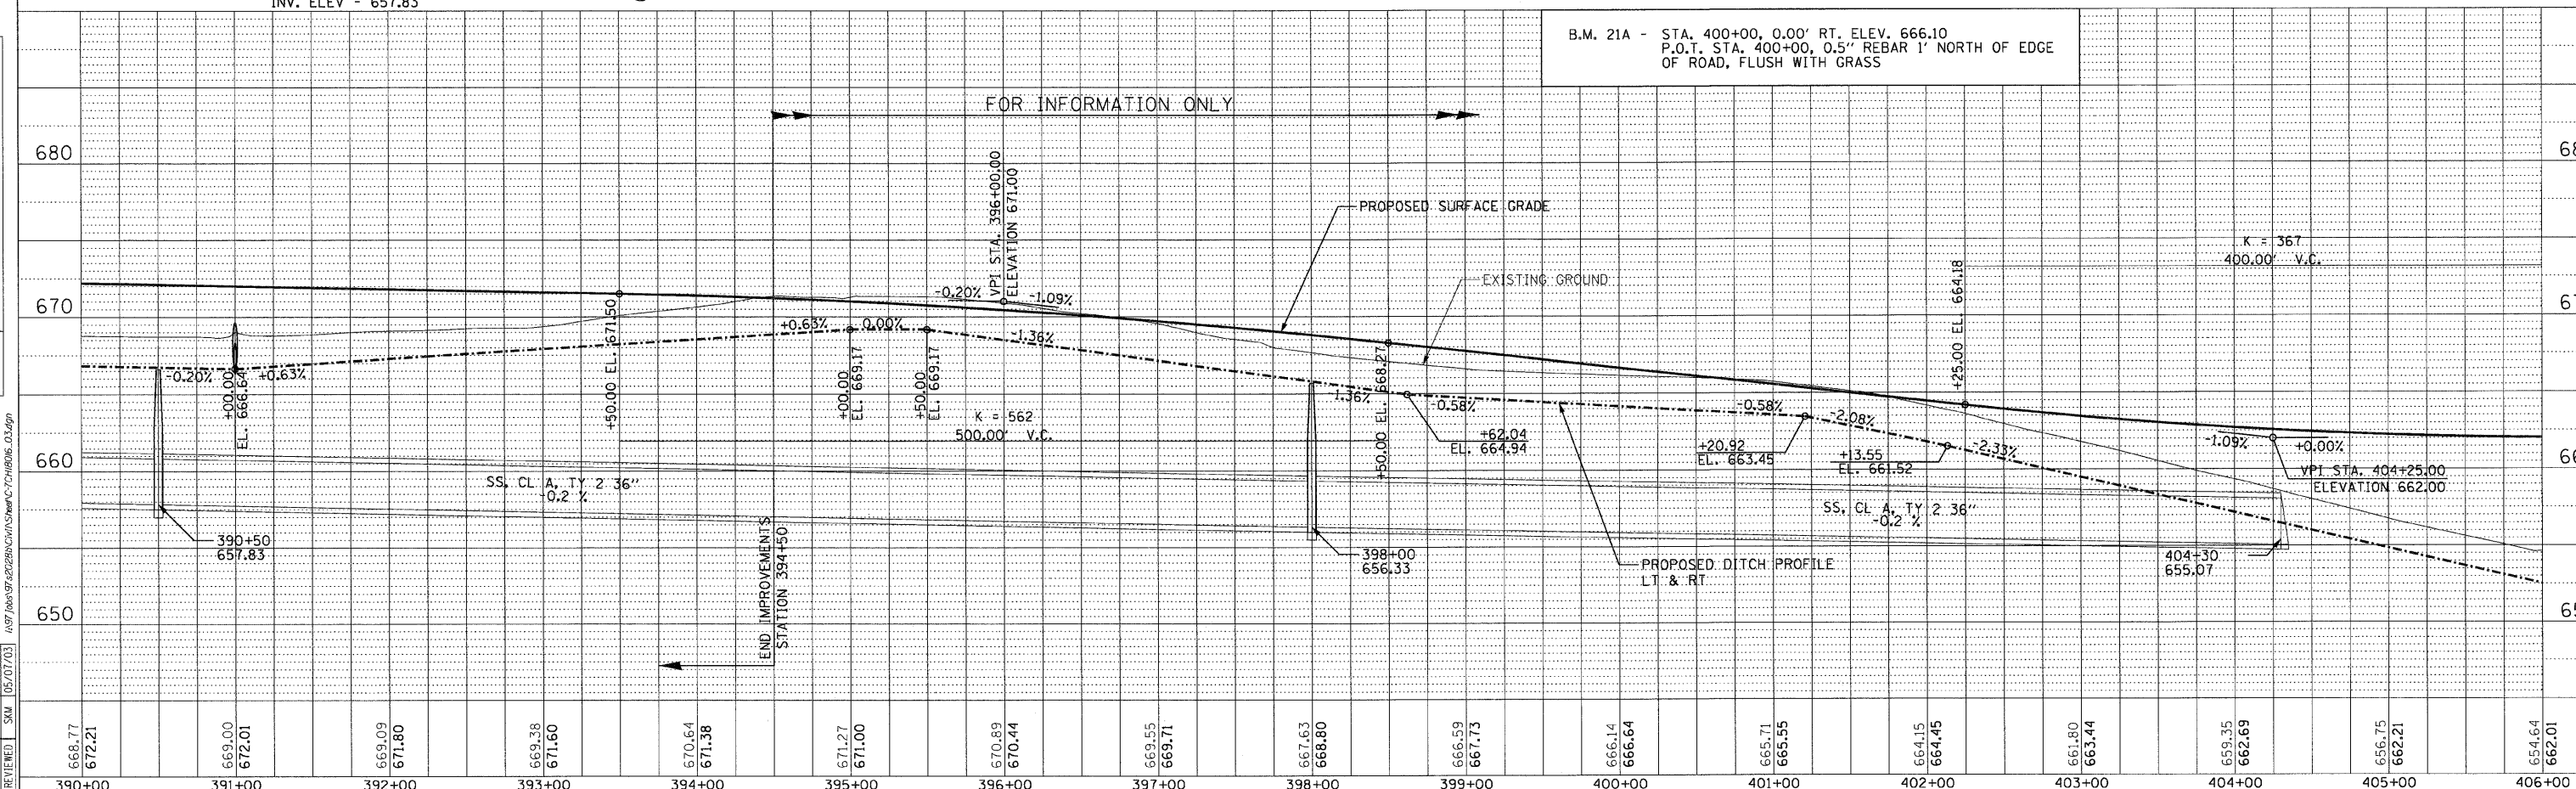 INV. ELEV - 657.83
B.M. 21A - STA. 400+00, 0.00' RT. ELEV. 666.10
P.O.T. STA. 400+00, 0.5" REBAR 1' NORTH OF EDGE
OF ROAD, FLUSH WITH GRASS
FOR INFORMATION ONLY
680
68
VPI STA. 396+00.00
ELEVATION 671.00
PROPOSED SURFACE GRADE
K = 367
400.00' V.C.
EXISTING GROUND
670
67
-0.20%
-1.09%
+25.00 EL. 664.18
+50.00 EL. 671.50
+0.63%
0.00%
-1.36%
-0.20%
+0.63%
+00.00
EL. 666.64
+00.00
EL. 669.17
+50.00
EL. 669.17
K = 562
500.00' V.C.
-1.36%
+50.00 EL. 668.27
-0.58%
-0.58%
-2.08%
+62.04
EL. 664.94
+20.92
EL. 663.45
+13.55
EL. 661.52
-2.33%
-1.09%
+0.00%
VPI STA. 404+25.00
ELEVATION 662.00
660
66
SS, CL A, TY 2 36"
-0.2 %
SS, CL A, TY 2 36"
-0.2 %
390+50
657.83
398+00
656.33
PROPOSED DITCH PROFILE
LT & RT
404+30
655.07
END IMPROVEMENTS
STATION 394+50
650
65
668.77
672.21
669.00
672.01
669.09
671.80
669.38
671.60
670.64
671.38
671.27
671.00
670.89
670.44
669.55
669.71
667.63
668.80
666.59
667.73
666.14
666.64
665.71
665.55
664.15
664.45
661.80
663.44
659.35
662.69
656.75
662.21
654.64
662.01
390+00 391+00 392+00 393+00 394+00 395+00 396+00 397+00 398+00 399+00 400+00 401+00 402+00 403+00 404+00 405+00 406+00
REVIEWED SKM 05/07/03